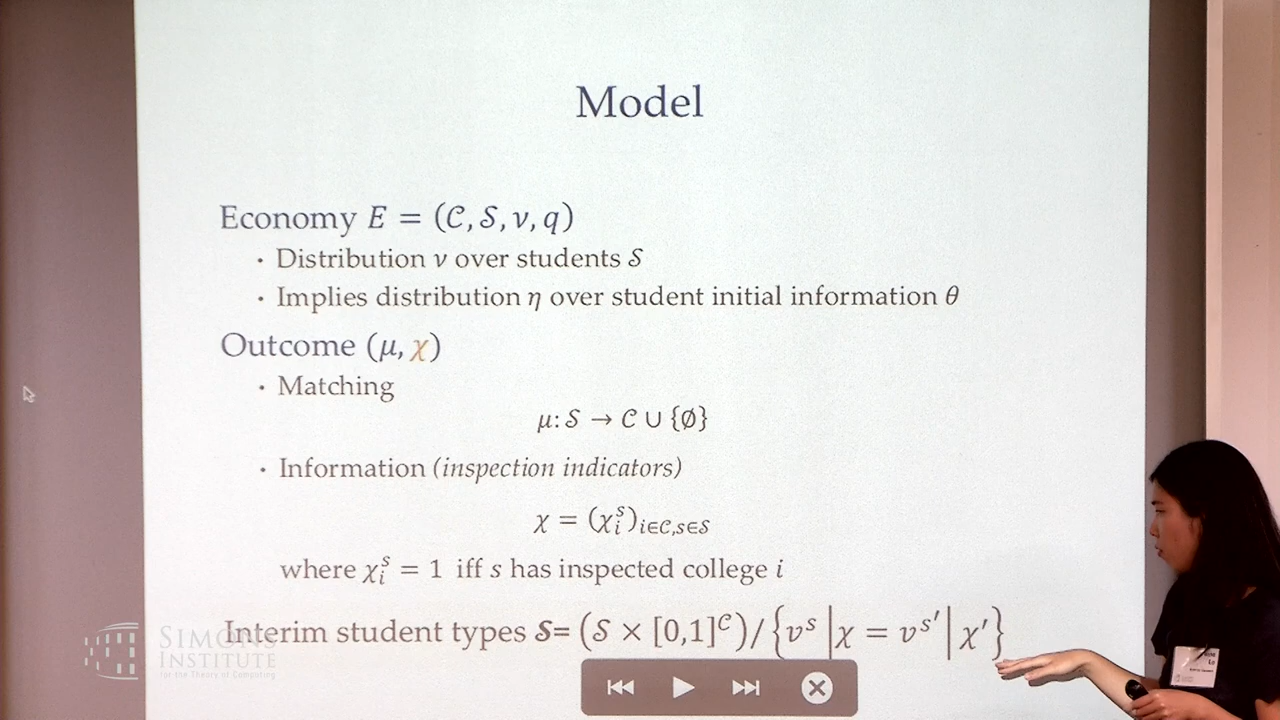 Model
Economy E = (𝒞, 𝒮, ν, q)
• Distribution ν over students 𝒮
• Implies distribution η over student initial information θ
Outcome (μ, χ)
• Matching
μ: 𝒮 → 𝒞 ∪ {∅}
• Information (inspection indicators)
χ = (χᵢˢ)ᵢ∈𝒞,ₛ∈𝒮
where χᵢˢ = 1 iff s has inspected college i
Interim student types 𝓢= (𝒮 × [0,1]^𝒞)/{vˢ|χ = vˢ′|χ′}
SIMONS
INSTITUTE
for the Theory of Computing
Lo